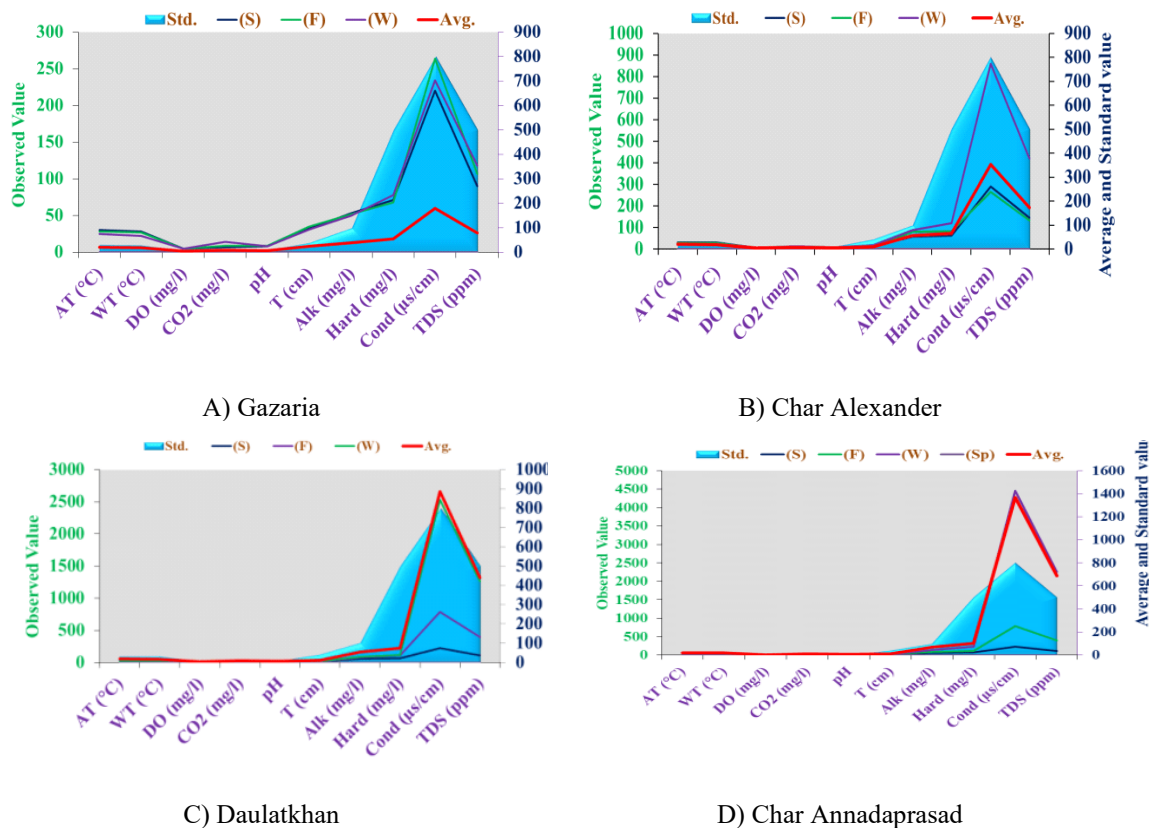 Std. (S) (F) (W) Avg.
Observed Value
300
250
200
150
100
50
0
900
800
700
600
500
400
300
200
100
0
AT (°C)
WT (°C)
DO (mg/l)
CO2 (mg/l)
pH
T (cm)
Alk (mg/l)
Hard (mg/l)
Cond (µs/cm)
TDS (ppm)
A) Gazaria
Std. (S) (F) (W) Avg.
Observed Value
1000
900
800
700
600
500
400
300
200
100
0
900
800
700
600
500
400
300
200
100
0
Average and Standard value
AT (°C)
WT (°C)
DO (mg/l)
CO2 (mg/l)
pH
T (cm)
Alk (mg/l)
Hard (mg/l)
Cond (µs/cm)
TDS (ppm)
B) Char Alexander
Std. (S) (F) (W) Avg.
Observed Value
3000
2500
2000
1500
1000
500
0
1000
900
800
700
600
500
400
300
200
100
0
AT (°C)
WT (°C)
DO (mg/l)
CO2 (mg/l)
pH
T (cm)
Alk (mg/l)
Hard (mg/l)
Cond (µs/cm)
TDS (ppm)
C) Daulatkhan
Std. (S) (F) (W) (Sp) Avg.
Observed Value
5000
4500
4000
3500
3000
2500
2000
1500
1000
500
0
1600
1400
1200
1000
800
600
400
200
0
Average and Standard valu
AT (°C)
WT (°C)
DO (mg/l)
CO2 (mg/l)
pH
T (cm)
Alk (mg/l)
Hard (mg/l)
Cond (µs/cm)
TDS (ppm)
D) Char Annadaprasad